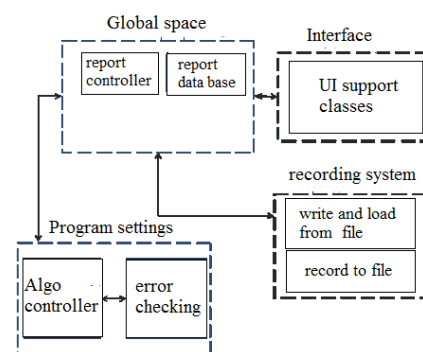 Global space
report
controller
report
data base
Interface
UI support
classes
recording system
write and load
from file
record to file
Program settings
Algo
controller
error
checking